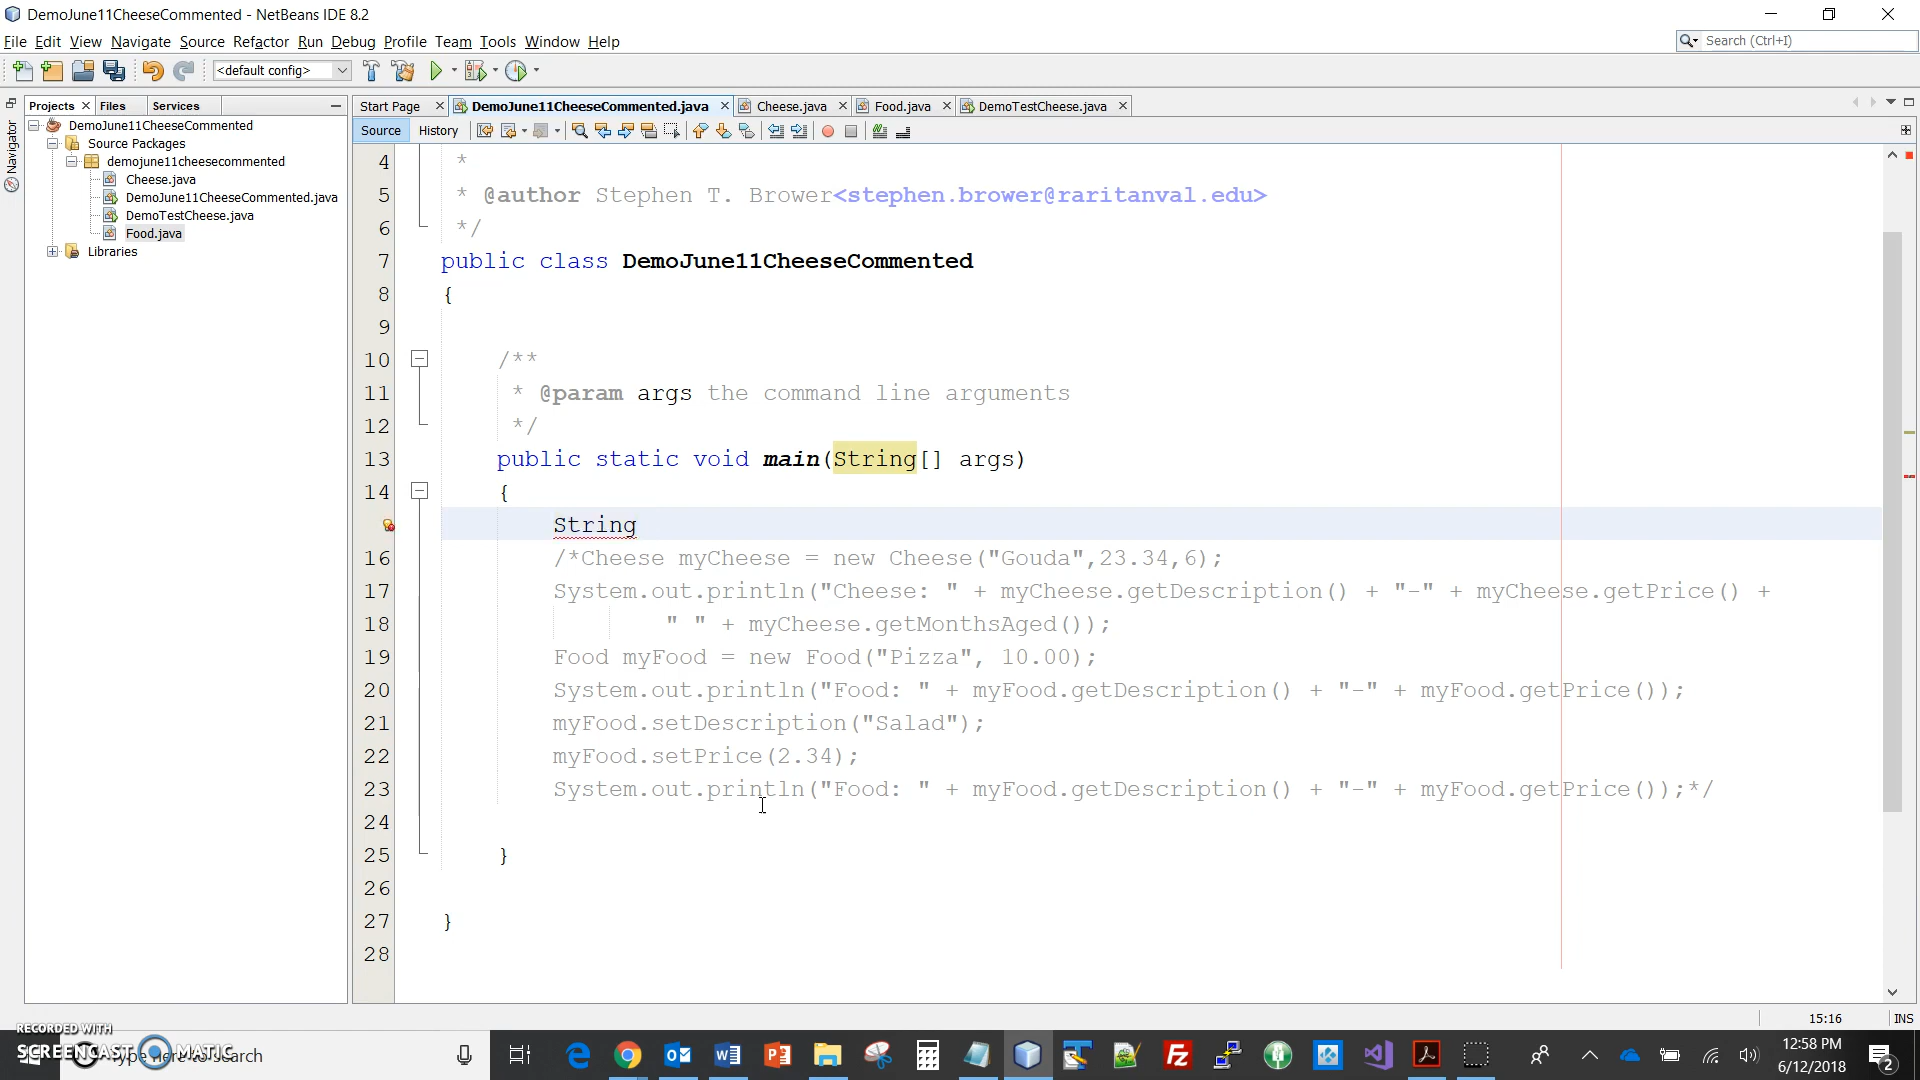 DemoJune11CheeseCommented - NetBeans IDE 8.2
File Edit View Navigate Source Refactor Run Debug Profile Team Tools Window Help
Search (Ctrl+I)
<default config>
Projects Files Services
Start Page DemoJune11CheeseCommented.java Cheese.java Food.java DemoTestCheese.java
Navigator
DemoJune11CheeseCommented
Source Packages
demojune11cheesecommented
Cheese.java
DemoJune11CheeseCommented.java
DemoTestCheese.java
Food.java
Libraries
Source History
4 *
5 * @author Stephen T. Brower<stephen.brower@raritanval.edu>
6 */
7 public class DemoJune11CheeseCommented
8 {
9
10 /**
11 * @param args the command line arguments
12 */
13 public static void main(String[] args)
14 {
String
16 /*Cheese myCheese = new Cheese("Gouda",23.34,6);
17 System.out.println("Cheese: " + myCheese.getDescription() + "-" + myCheese.getPrice() +
18 " " + myCheese.getMonthsAged());
19 Food myFood = new Food("Pizza", 10.00);
20 System.out.println("Food: " + myFood.getDescription() + "-" + myFood.getPrice());
21 myFood.setDescription("Salad");
22 myFood.setPrice(2.34);
23 System.out.println("Food: " + myFood.getDescription() + "-" + myFood.getPrice());*/
24
25 }
26
27 }
28
15:16 INS
RECORDED WITH
SCREENCAST MATIC
Type here to search
12:58 PM
6/12/2018
2